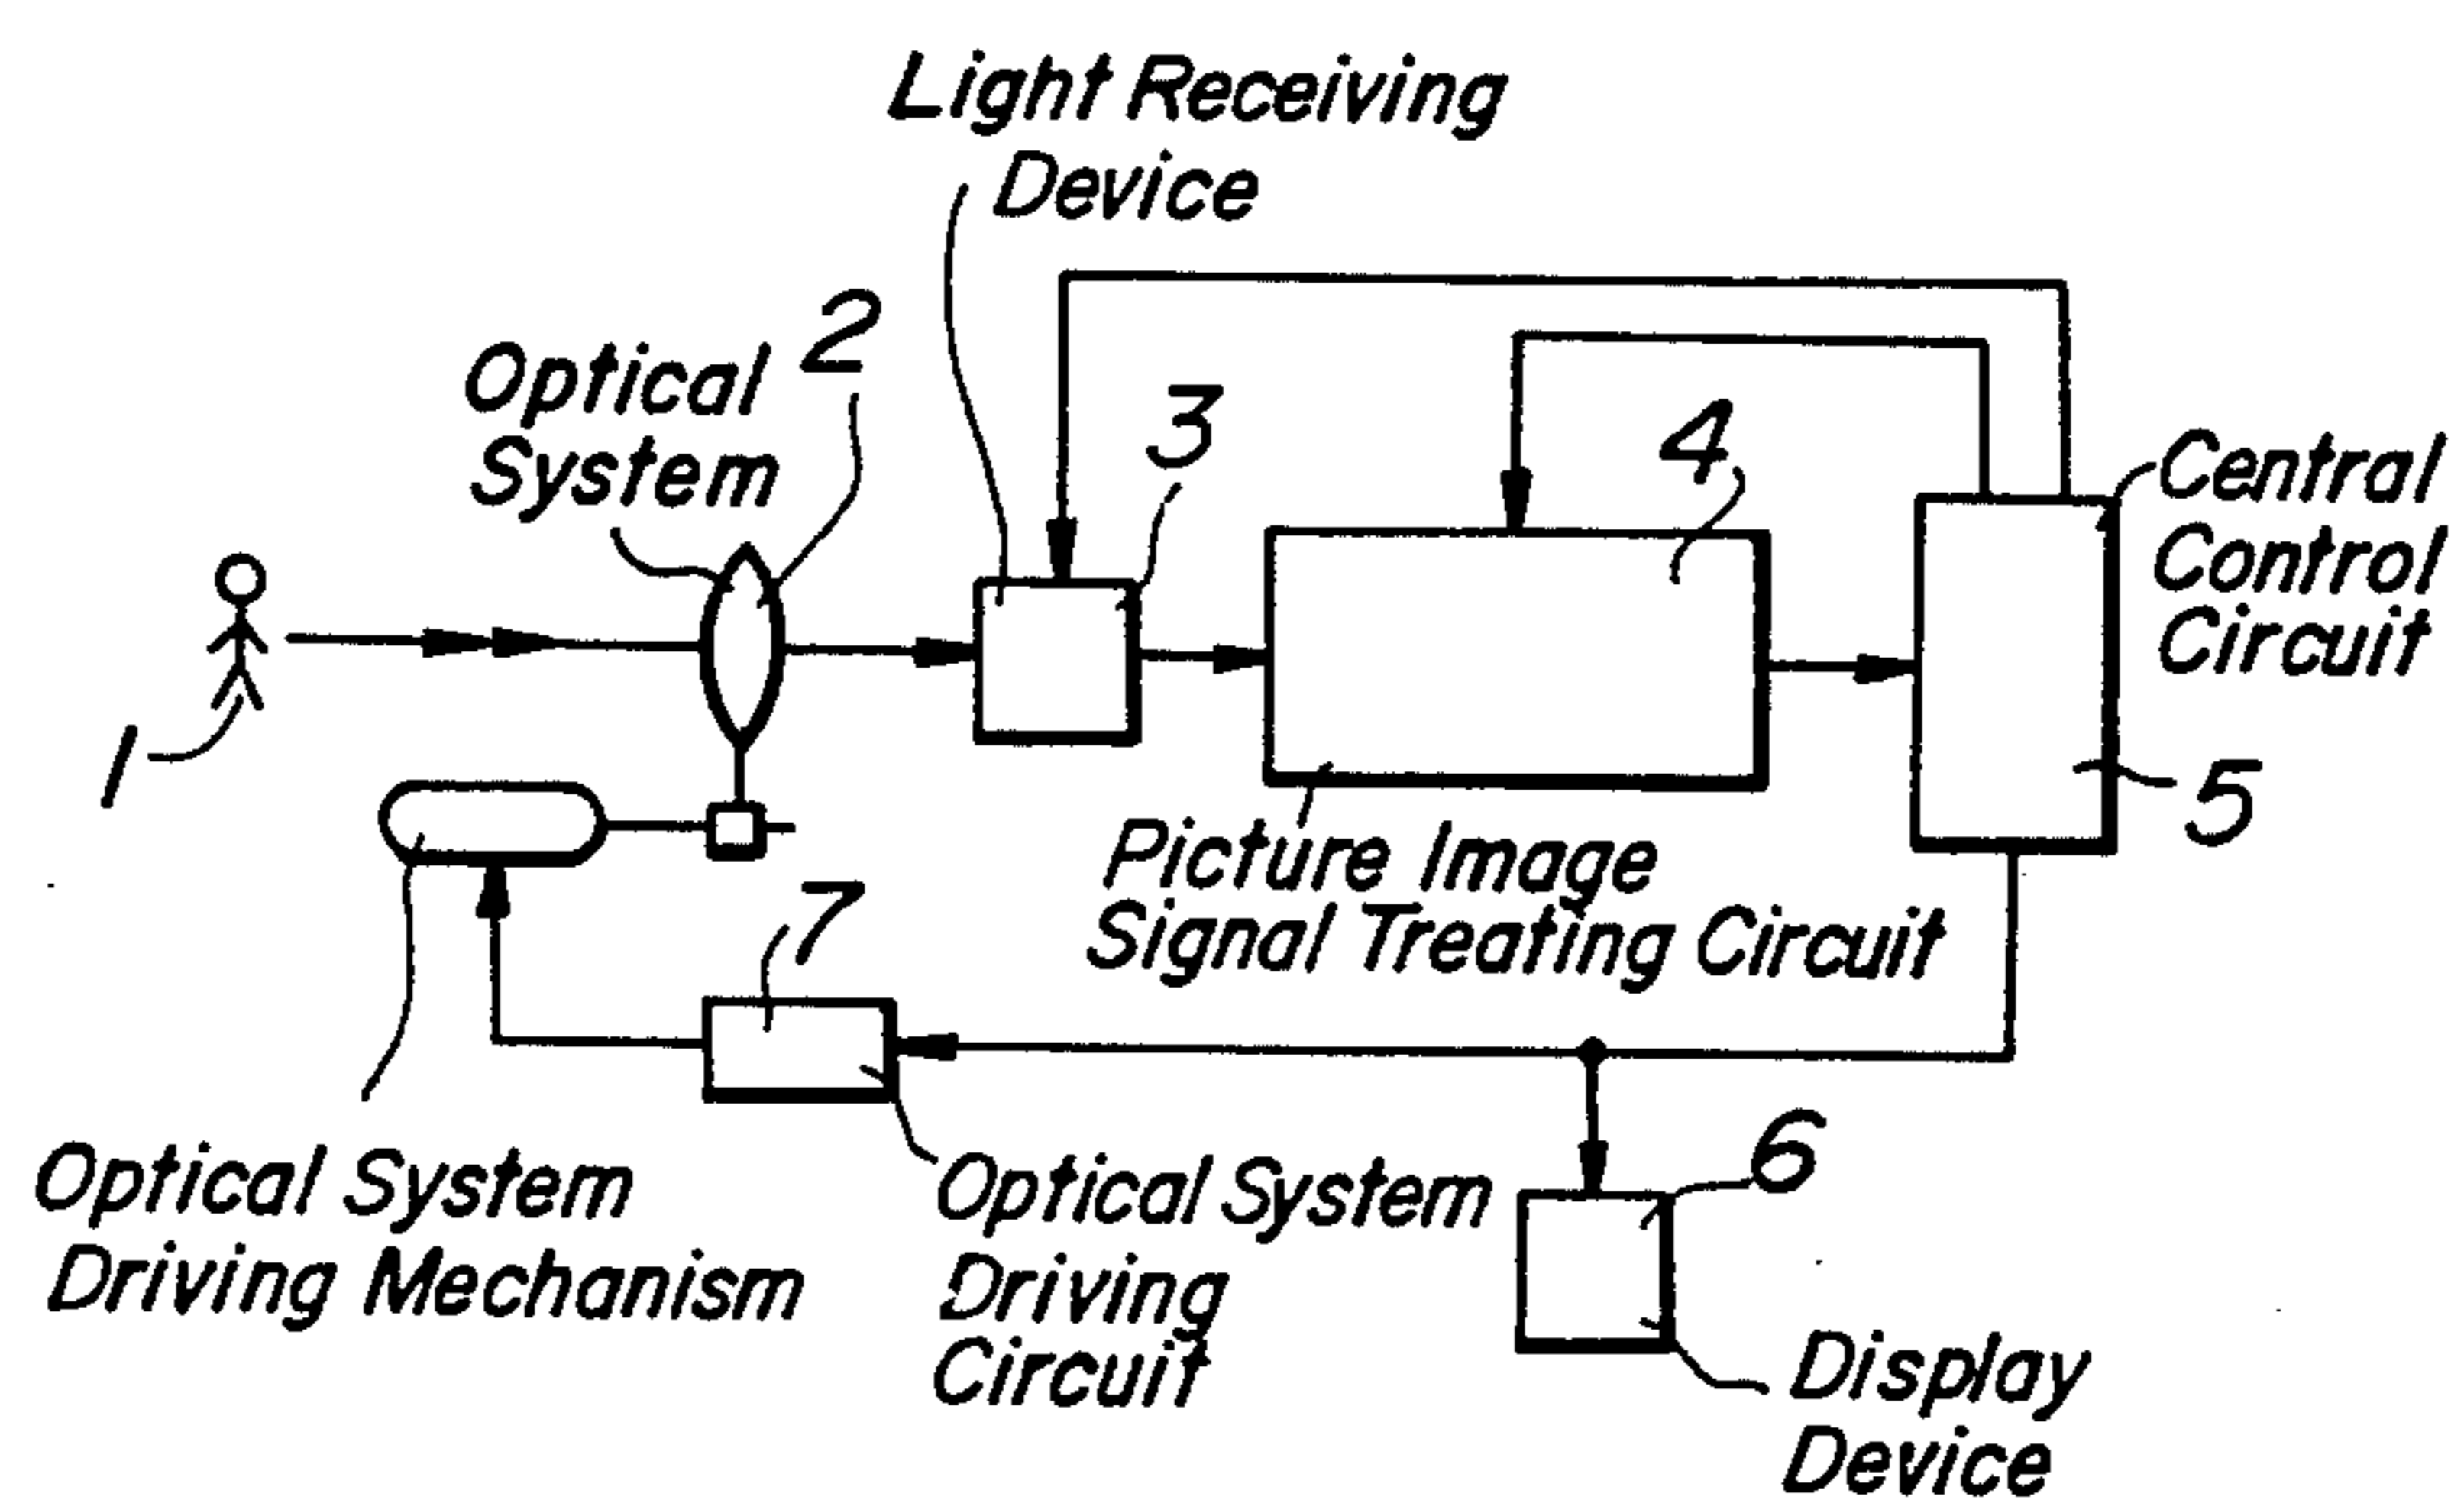 Light Receiving
Device
2
Optical
System
3
4
Central
Control
Circuit
1
5
Picture Image
Signal Treating Circuit
7
6
Optical System
Driving Mechanism
Optical System
Driving
Circuit
Display
Device